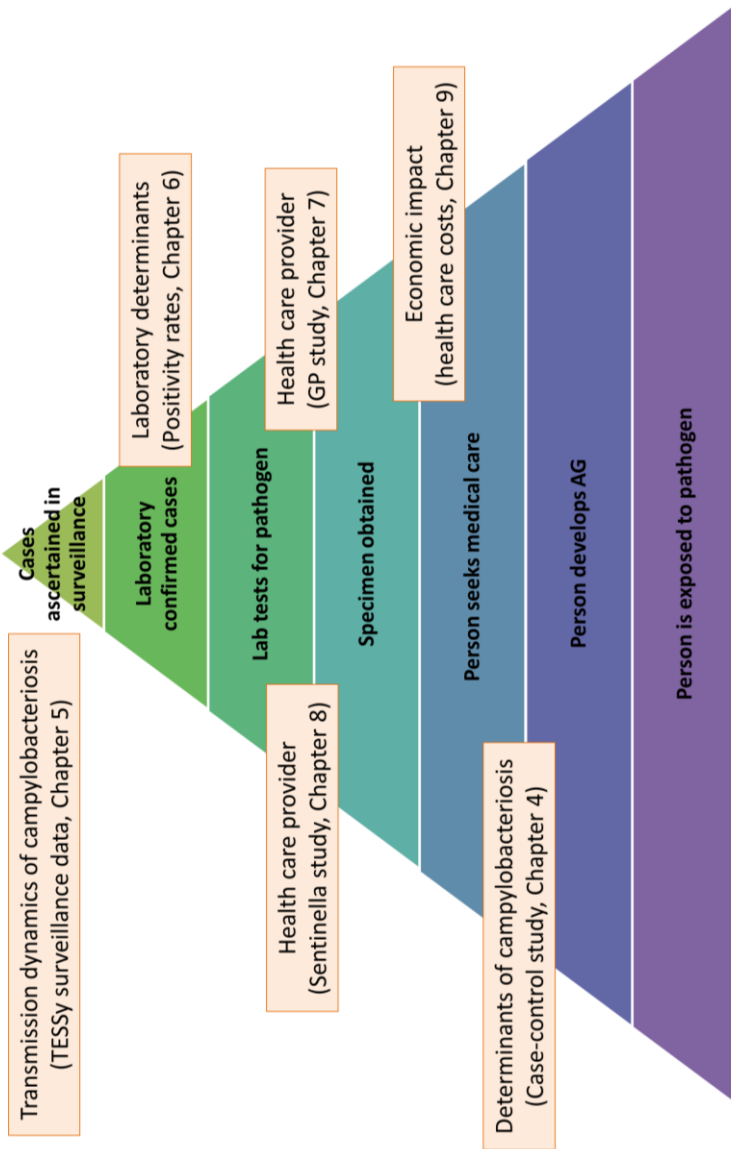 Transmission dynamics of campylobacteriosis
(TESSy surveillance data, Chapter 5)
Cases
ascertained in
surveillance
Laboratory determinants
(Positivity rates, Chapter 6)
Laboratory
confirmed cases
Lab tests for pathogen
Health care provider
(Sentinella study, Chapter 8)
Health care provider
(GP study, Chapter 7)
Specimen obtained
Economic impact
(health care costs, Chapter 9)
Person seeks medical care
Determinants of campylobacteriosis
(Case-control study, Chapter 4)
Person develops AG
Person is exposed to pathogen